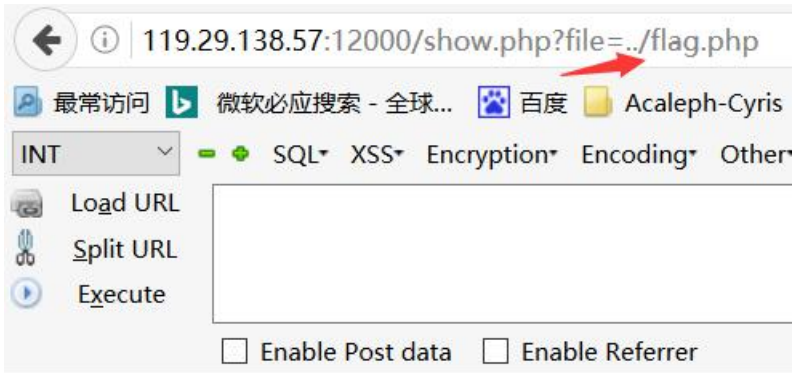 119.29.138.57:12000/show.php?file=../flag.php
最常访问 微软必应搜索 - 全球... 百度 Acaleph-Cyris
INT SQL▾ XSS▾ Encryption▾ Encoding▾ Other▾
Load URL
Split URL
Execute
Enable Post data Enable Referrer